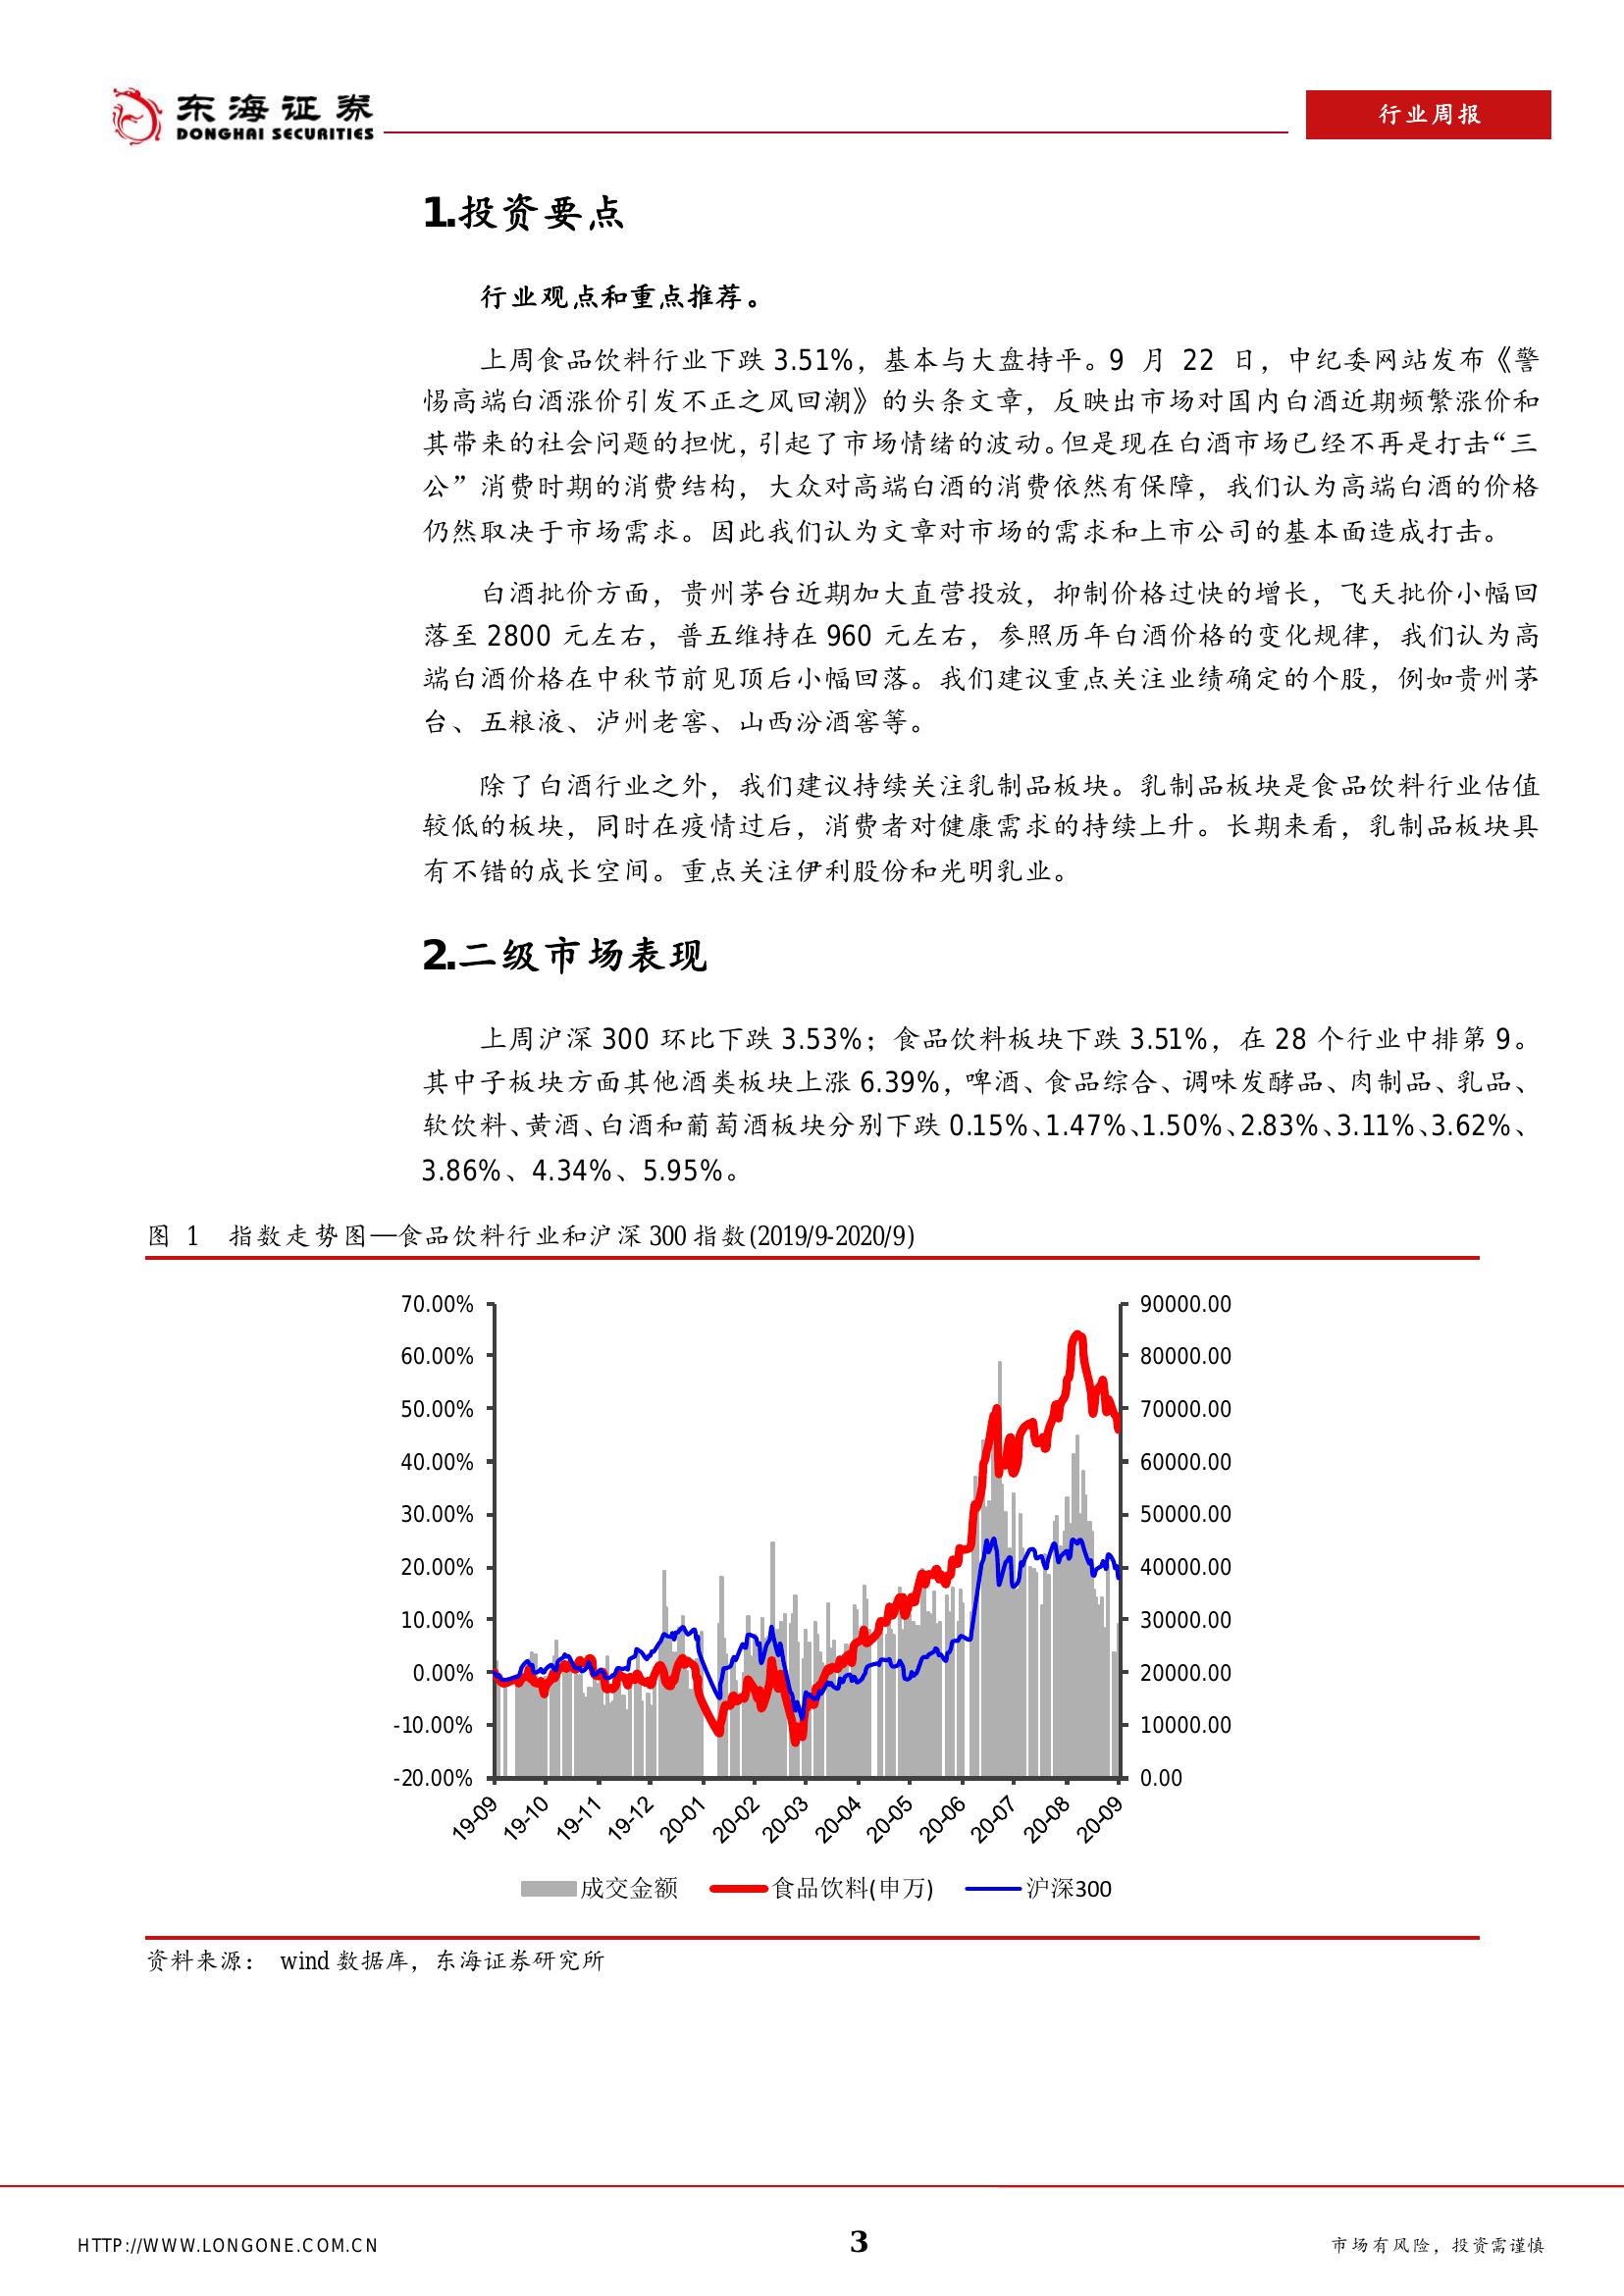 东海证券
DONGHAI SECURITIES
行业周报
1.投资要点
行业观点和重点推荐。
上周食品饮料行业下跌 3.51%，基本与大盘持平。9 月 22 日，中纪委网站发布《警
惕高端白酒涨价引发不正之风回潮》的头条文章，反映出市场对国内白酒近期频繁涨价和
其带来的社会问题的担忧，引起了市场情绪的波动。但是现在白酒市场已经不再是打击“三
公”消费时期的消费结构，大众对高端白酒的消费依然有保障，我们认为高端白酒的价格
仍然取决于市场需求。因此我们认为文章对市场的需求和上市公司的基本面造成打击。
白酒批价方面，贵州茅台近期加大直营投放，抑制价格过快的增长，飞天批价小幅回
落至 2800 元左右，普五维持在 960 元左右，参照历年白酒价格的变化规律，我们认为高
端白酒价格在中秋节前见顶后小幅回落。我们建议重点关注业绩确定的个股，例如贵州茅
台、五粮液、泸州老窖、山西汾酒窖等。
除了白酒行业之外，我们建议持续关注乳制品板块。乳制品板块是食品饮料行业估值
较低的板块，同时在疫情过后，消费者对健康需求的持续上升。长期来看，乳制品板块具
有不错的成长空间。重点关注伊利股份和光明乳业。
2.二级市场表现
上周沪深 300 环比下跌 3.53%；食品饮料板块下跌 3.51%，在 28 个行业中排第 9。
其中子板块方面其他酒类板块上涨 6.39%，啤酒、食品综合、调味发酵品、肉制品、乳品、
软饮料、黄酒、白酒和葡萄酒板块分别下跌 0.15%、1.47%、1.50%、2.83%、3.11%、3.62%、
3.86%、4.34%、5.95%。
图 1 指数走势图—食品饮料行业和沪深 300 指数(2019/9-2020/9)
70.00% 90000.00
60.00% 80000.00
50.00% 70000.00
40.00% 60000.00
30.00% 50000.00
20.00% 40000.00
10.00% 30000.00
0.00% 20000.00
-10.00% 10000.00
-20.00% 0.00
19-09 19-10 19-11 19-12 20-01 20-02 20-03 20-04 20-05 20-06 20-07 20-08 20-09
成交金额 食品饮料(申万) 沪深300
资料来源： wind 数据库，东海证券研究所
HTTP://WWW.LONGONE.COM.CN 3 市场有风险，投资需谨慎